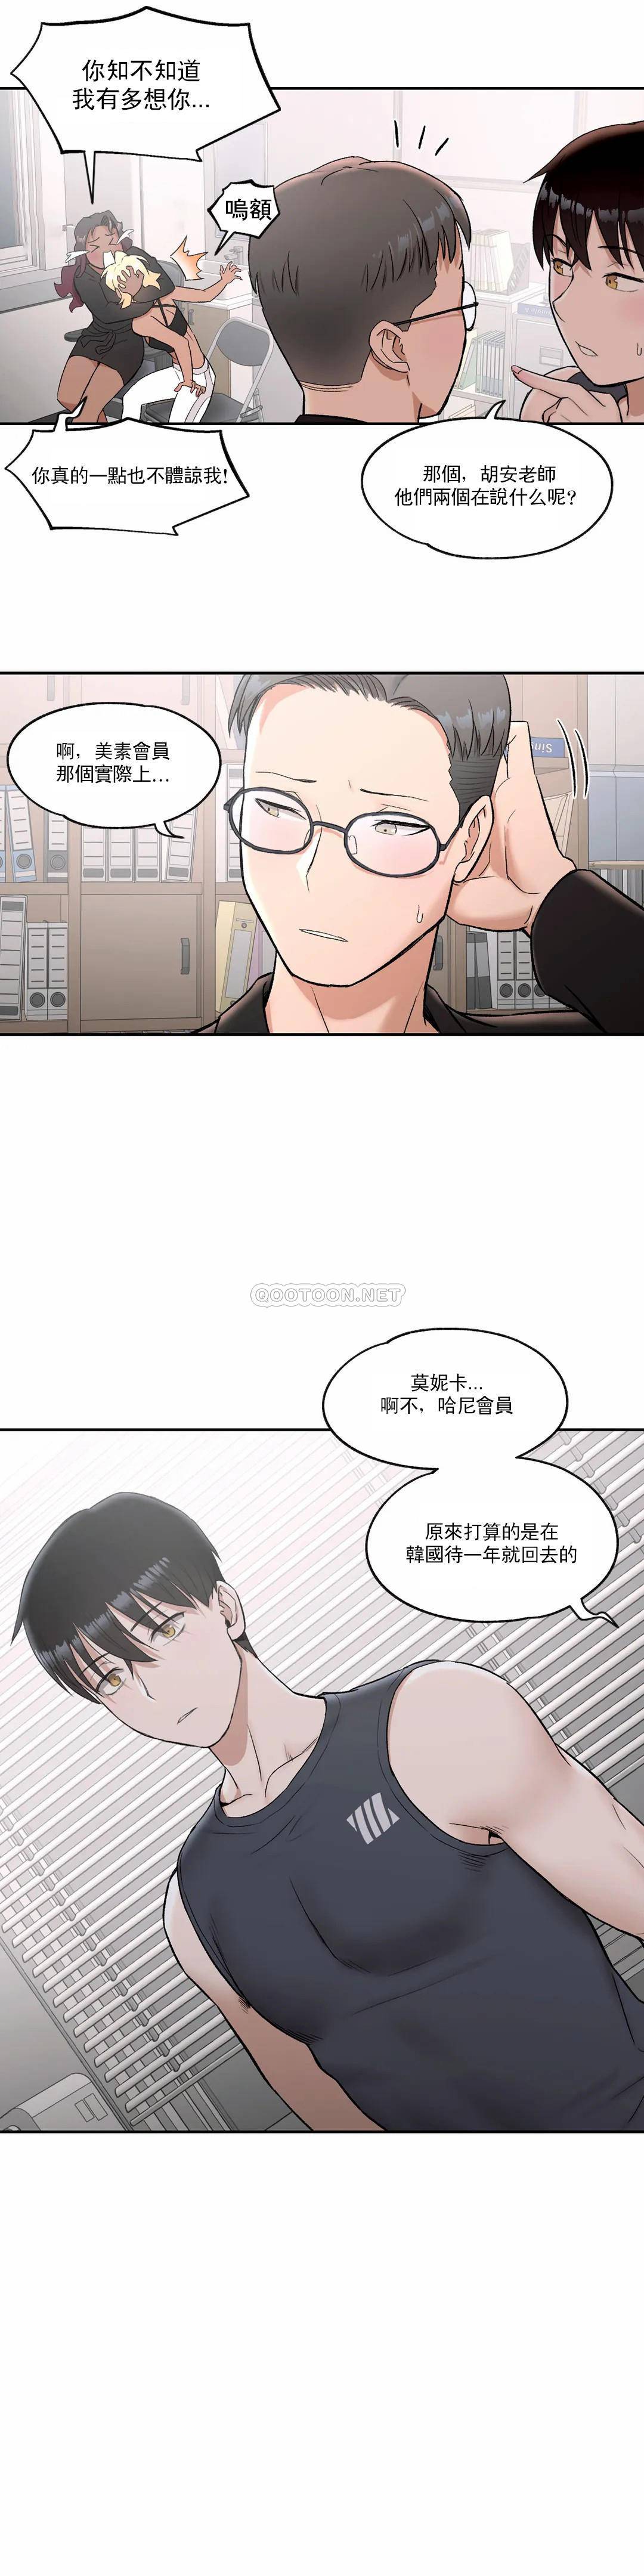 你知不知道
我有多想你...
嗚額
你真的一點也不體諒我!
那個，胡安老師
他們兩個在說什么呢?
啊，美素會員
那個實際上...
Sin
QOOTOON.NET
莫妮卡...
啊不，哈尼會員
原來打算的是在
韓國待一年就回去的